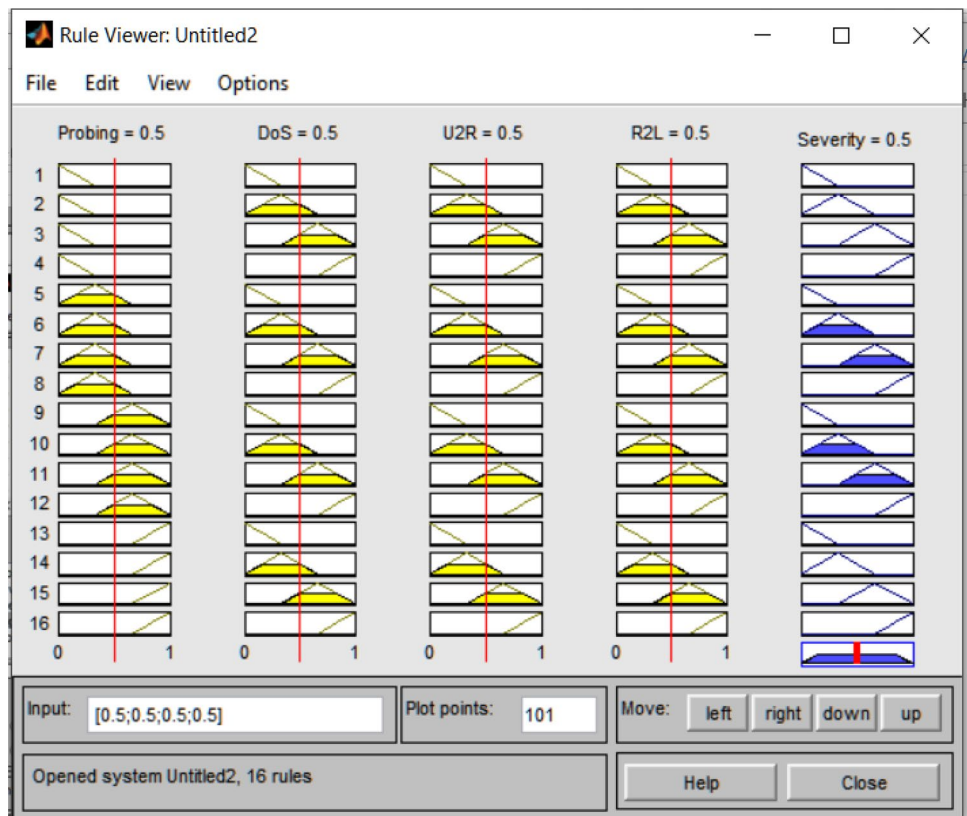 Rule Viewer: Untitled2
File Edit View Options
Probing = 0.5 DoS = 0.5 U2R = 0.5 R2L = 0.5 Severity = 0.5
1
2
3
4
5
6
7
8
9
10
11
12
13
14
15
16
0 1 0 1 0 1 0 1
Input: [0.5;0.5;0.5;0.5] Plot points: 101 Move: left right down up
Opened system Untitled2, 16 rules Help Close